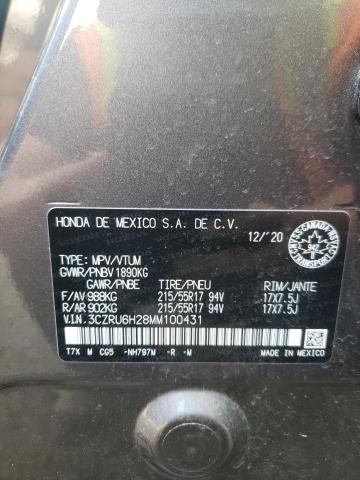 HONDA DE MEXICO S.A. DE C.V.
12/'20
TYPE: MPV/VTUM
GVWR/PNBV 1890KG
GAWR/PNBE TIRE/PNEU RIM/JANTE
F/AV 988KG 215/55R17 94V 17X7.5J
R/AR 902KG 215/55R17 94V 17X7.5J
V.I.N. 3CZRU6H28MM100431
T7X M CG5 -NH797M -R -M
MADE IN MEXICO
CANADA
942